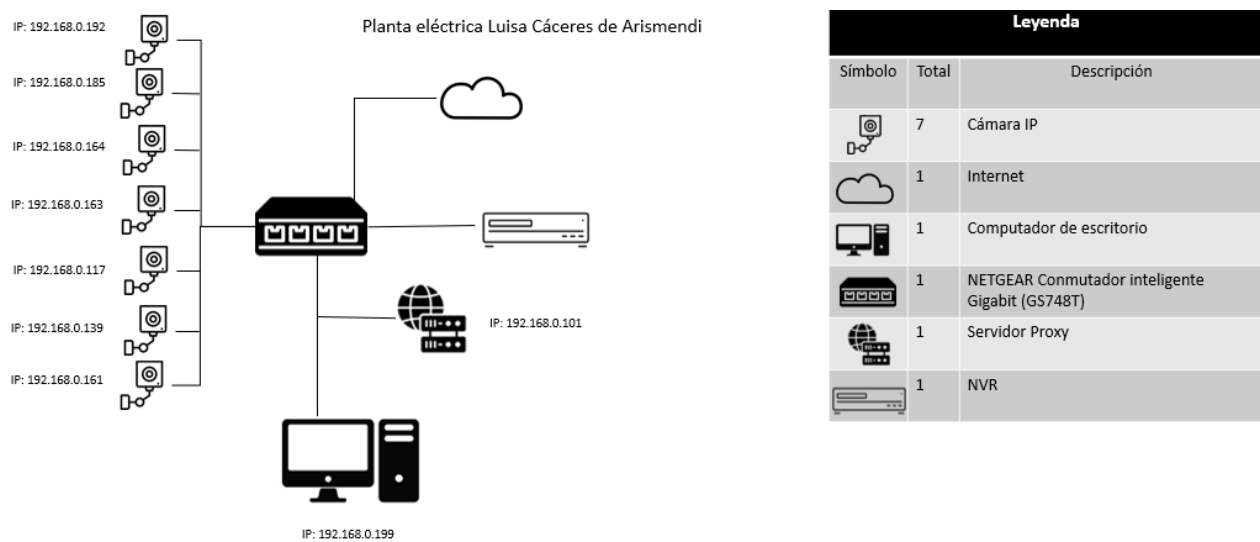 Planta eléctrica Luisa Cáceres de Arismendi
IP: 192.168.0.192
IP: 192.168.0.185
IP: 192.168.0.164
IP: 192.168.0.163
IP: 192.168.0.117
IP: 192.168.0.139
IP: 192.168.0.161
IP: 192.168.0.101
IP: 192.168.0.199
Leyenda
Símbolo Total Descripción
7 Cámara IP
1 Internet
1 Computador de escritorio
1 NETGEAR Conmutador inteligente
Gigabit (GS748T)
1 Servidor Proxy
1 NVR